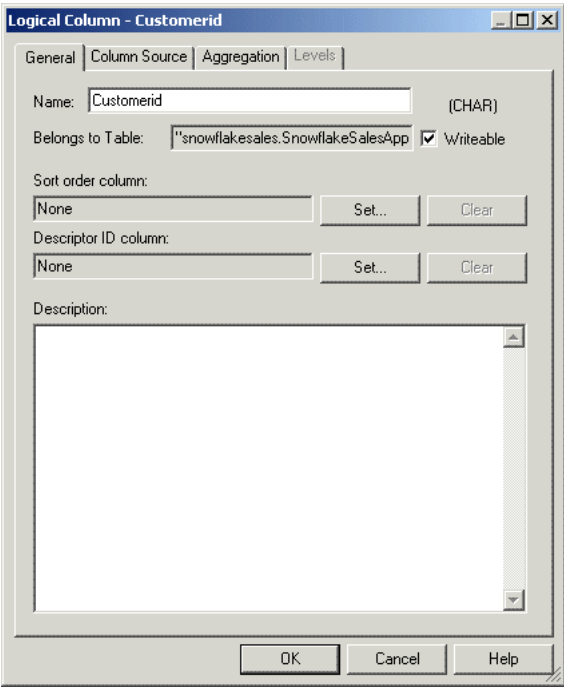 Logical Column - Customerid
General Column Source Aggregation Levels
Name: Customerid (CHAR)
Belongs to Table: "snowflakesales.SnowflakeSalesApp Writeable
Sort order column:
None Set... Clear
Descriptor ID column:
None Set... Clear
Description:
OK Cancel Help